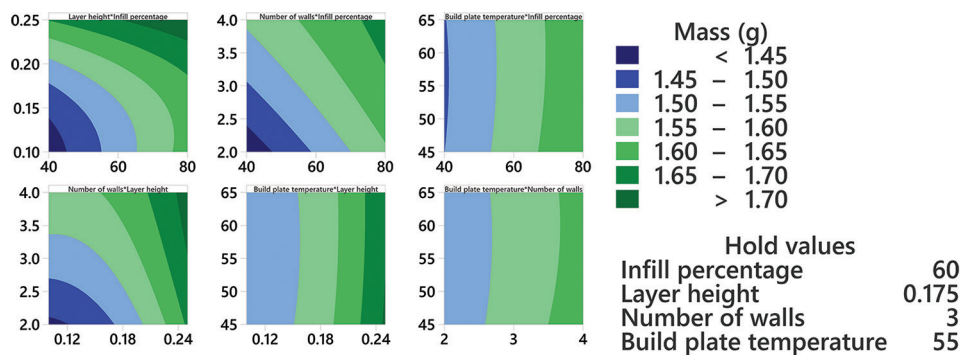 Layer height*Infill percentage
0.25
0.20
0.15
0.10
40
60
80
Number of walls*Infill percentage
4.0
3.5
3.0
2.5
2.0
40
60
80
Build plate temperature*Infill percentage
65
60
55
50
45
40
60
80
Number of walls*Layer height
4.0
3.5
3.0
2.5
2.0
0.12
0.18
0.24
Build plate temperature*Layer height
65
60
55
50
45
0.12
0.18
0.24
Build plate temperature*Number of walls
65
60
55
50
45
2
3
4
Mass (g)
< 1.45
1.45 – 1.50
1.50 – 1.55
1.55 – 1.60
1.60 – 1.65
1.65 – 1.70
> 1.70
Hold values
Infill percentage 60
Layer height 0.175
Number of walls 3
Build plate temperature 55